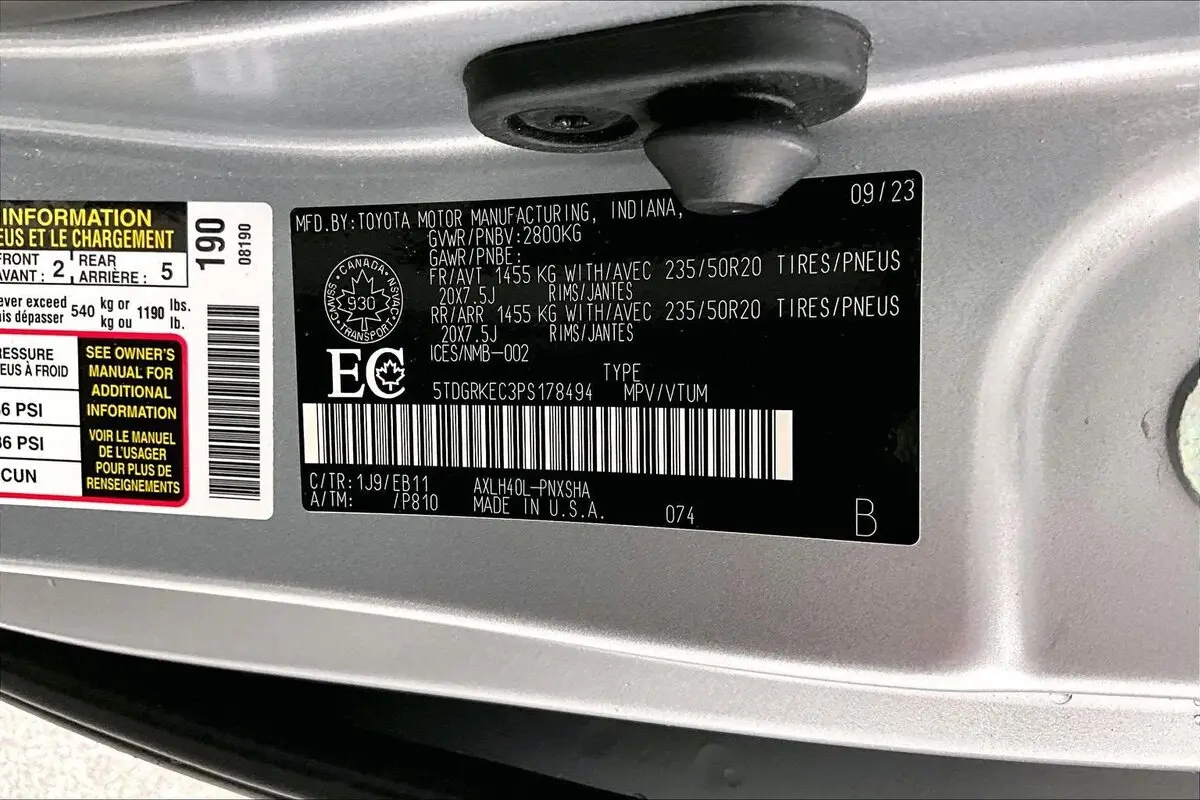 INFORMATION
EUS ET LE CHARGEMENT
FRONT
AVANT : 2
REAR
ARRIÈRE : 5
ever exceed 540 kg or 1190 lbs.
ais dépasser kg ou lb.
RESSURE
EUS À FROID
6 PSI
36 PSI
CUN
SEE OWNER'S
MANUAL FOR
ADDITIONAL
INFORMATION
VOIR LE MANUEL
DE L'USAGER
POUR PLUS DE
RENSEIGNEMENTS
190
08190
MFD.BY:TOYOTA MOTOR MANUFACTURING, INDIANA,
09/23
GVWR/PNBV:2800KG
GAWR/PNBE:
FR/AVT 1455 KG WITH/AVEC 235/50R20 TIRES/PNEUS
20X7.5J RIMS/JANTES
RR/ARR 1455 KG WITH/AVEC 235/50R20 TIRES/PNEUS
20X7.5J RIMS/JANTES
ICES/NMB-002
CANADA
930
TRANSPORT
EC
TYPE
5TDGRKEC3PS178494 MPV/VTUM
C/TR:1J9/EB11 AXLH40L-PNXSHA
A/TM: /P810 MADE IN U.S.A. 074
B